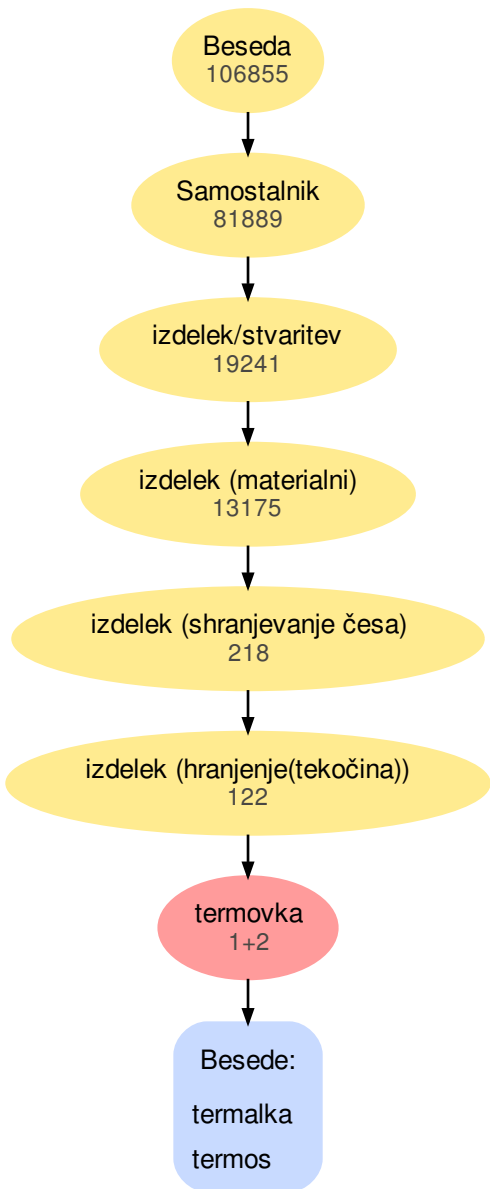 Beseda
106855
Samostalnik
81889
izdelek/stvaritev
19241
izdelek (materialni)
13175
izdelek (shranjevanje česa)
218
izdelek (hranjenje(tekočina))
122
termovka
1+2
Besede:
termalka
termos